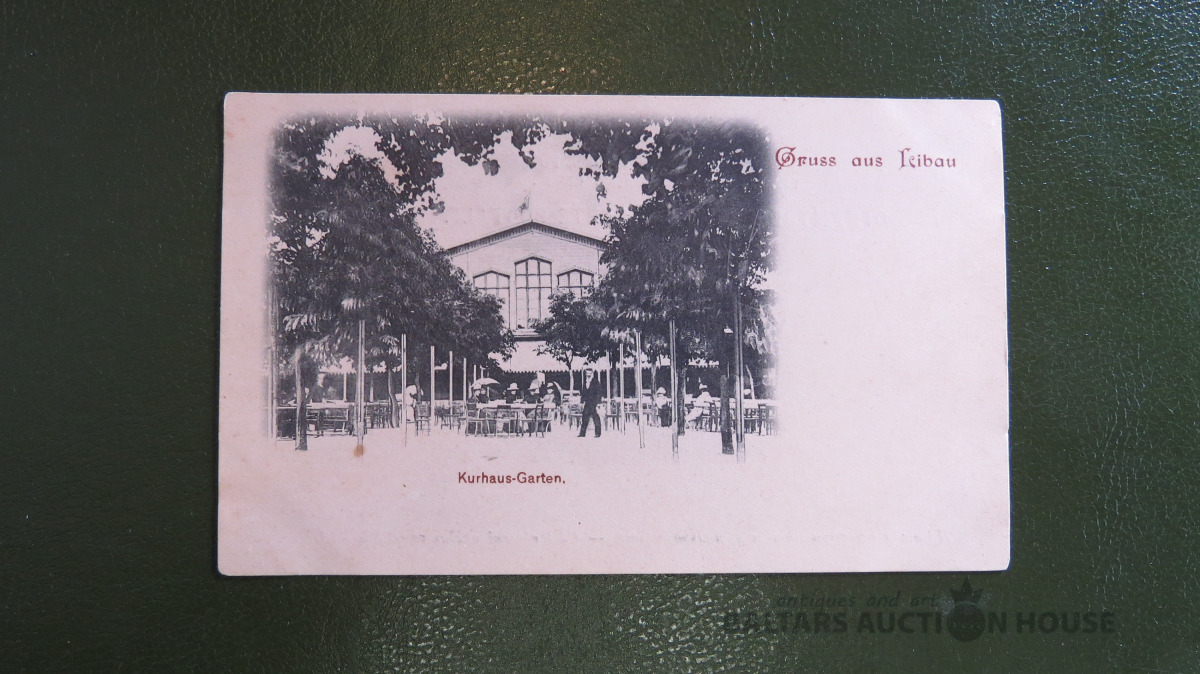 Gruss aus Libau
Kurhaus-Garten.
antiques and art
BALTARS AUCTION HOUSE